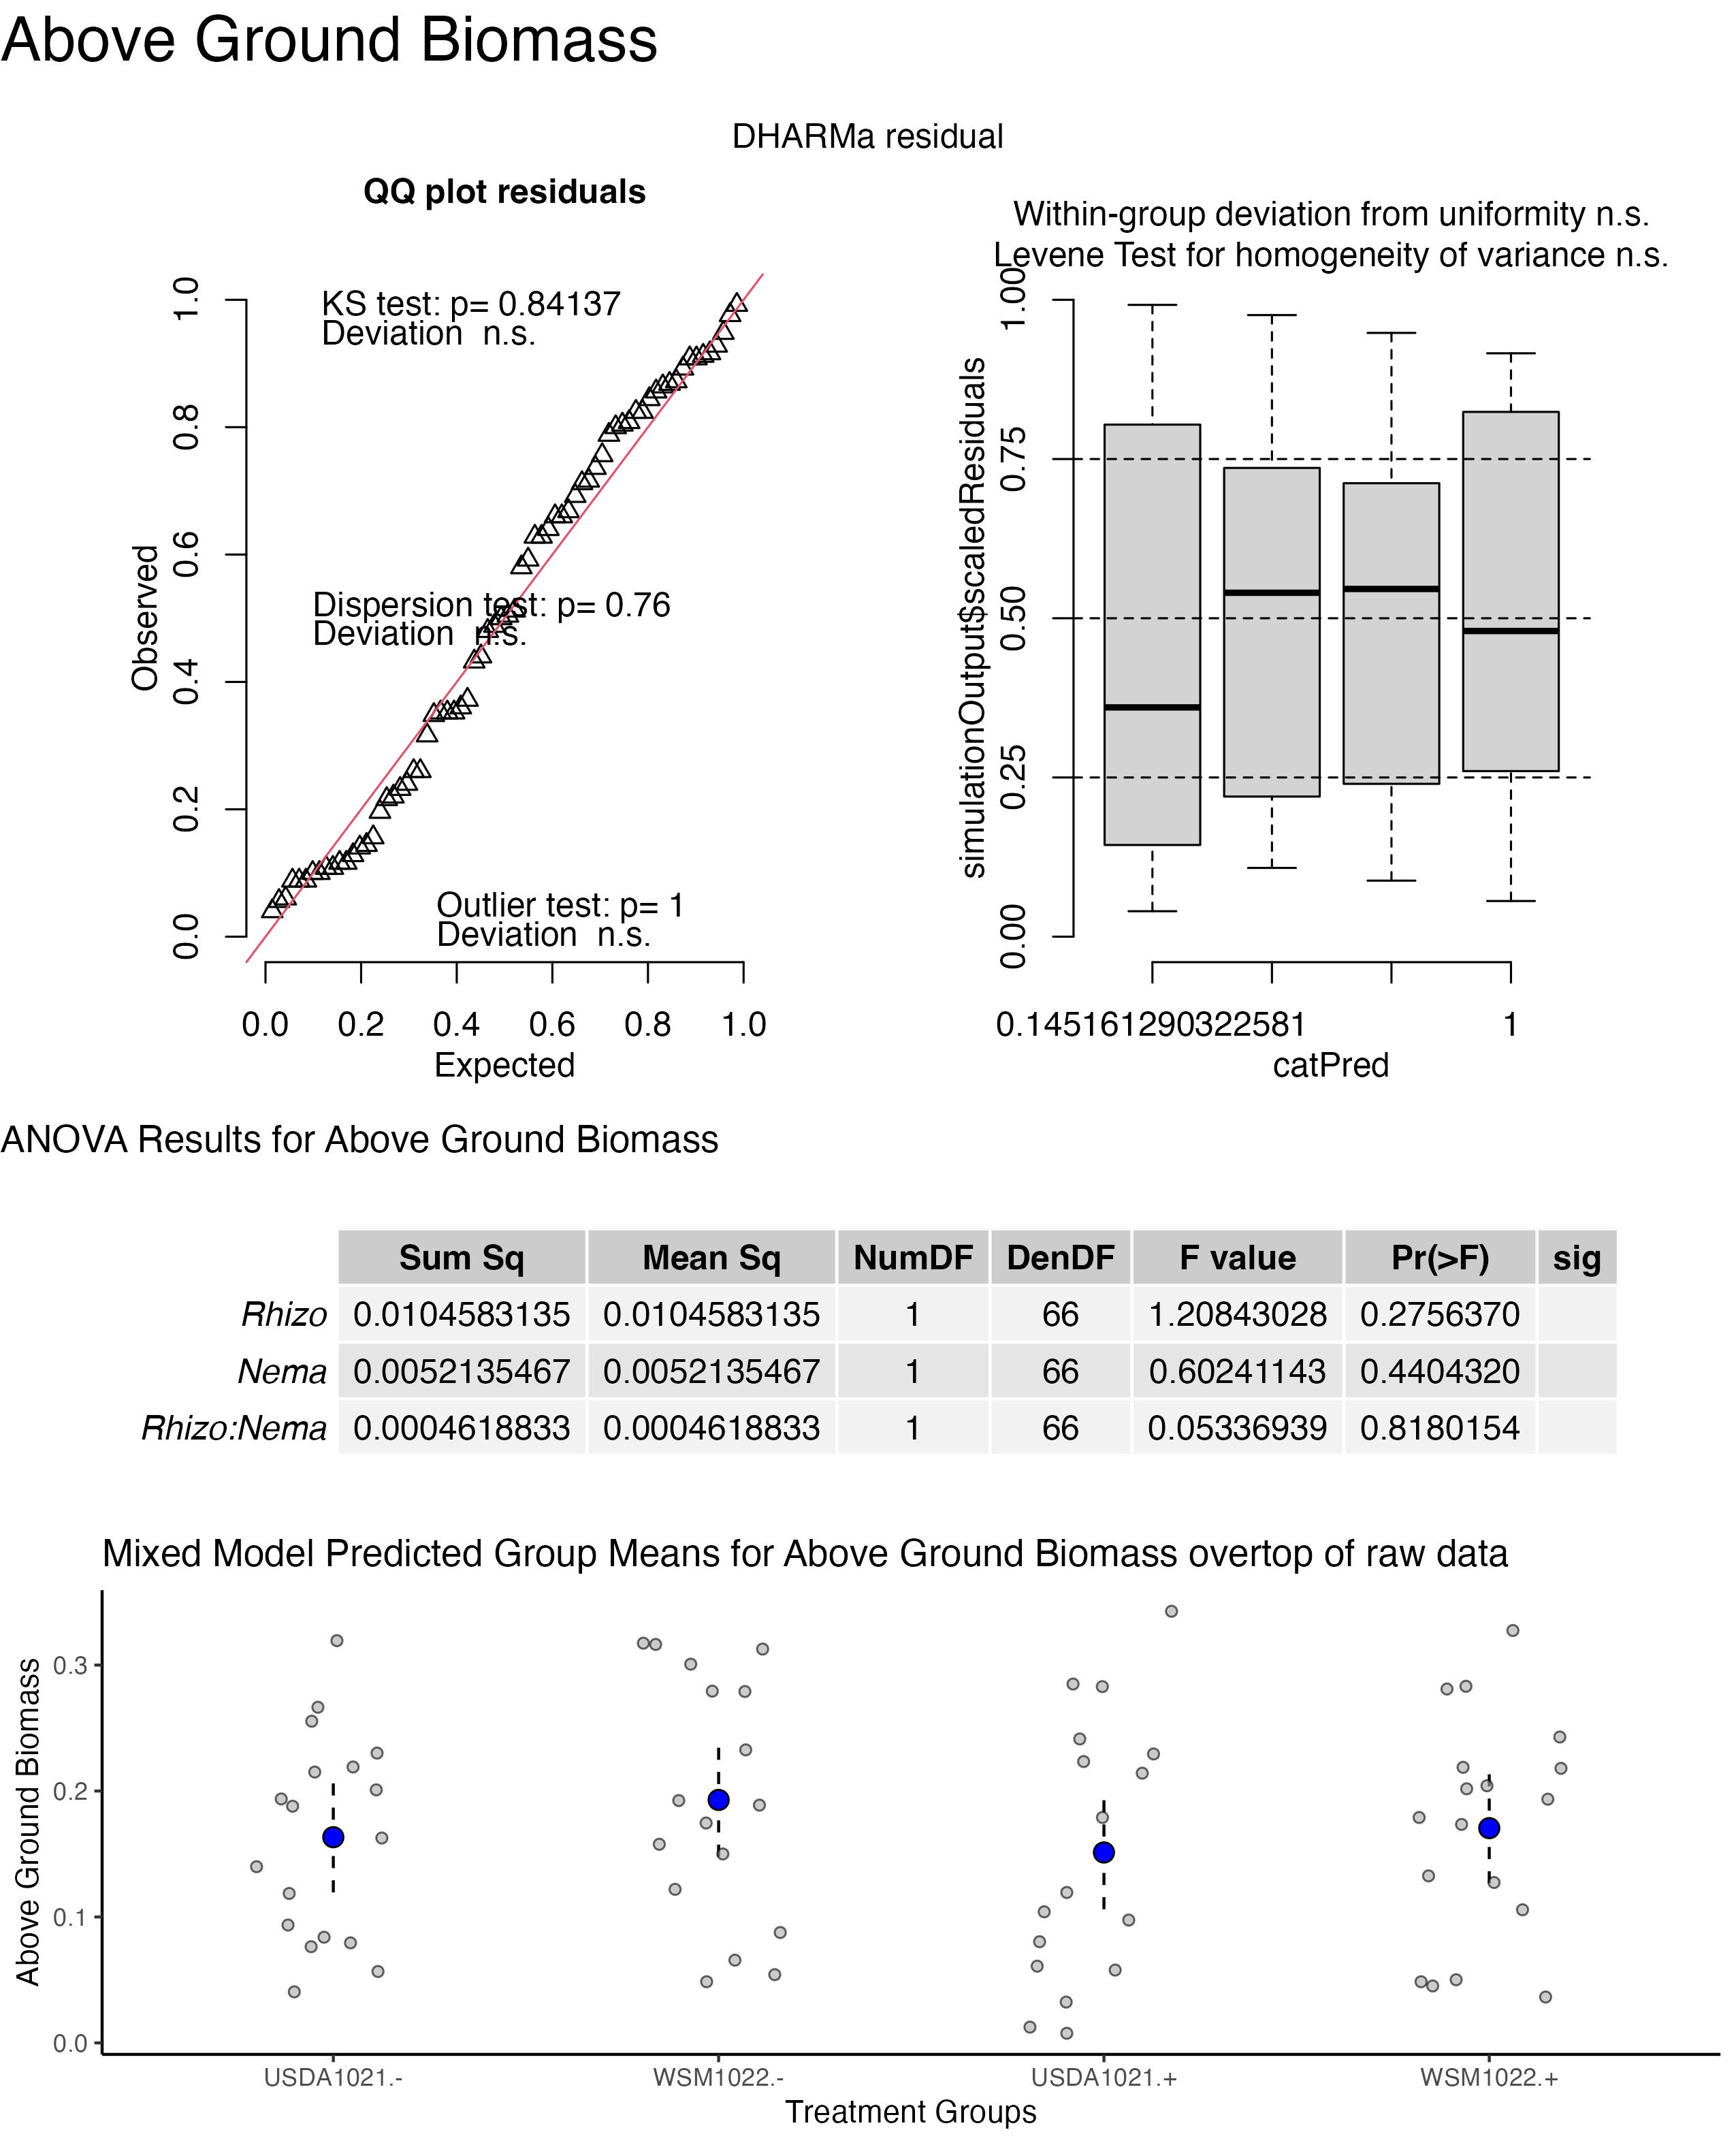 Above Ground Biomass
DHARMa residual
QQ plot residuals
KS test: p= 0.84137
Deviation n.s.
Dispersion test: p= 0.76
Deviation n.s.
Outlier test: p= 1
Deviation n.s.
Observed
0.0 0.2 0.4 0.6 0.8 1.0
0.0 0.2 0.4 0.6 0.8 1.0
Expected
Within-group deviation from uniformity n.s.
Levene Test for homogeneity of variance n.s.
simulationOutput$scaledResiduals
0.00 0.25 0.50 0.75 1.00
0.145161290322581 1
catPred
ANOVA Results for Above Ground Biomass
Sum Sq Mean Sq NumDF DenDF F value Pr(>F) sig
Rhizo 0.0104583135 0.0104583135 1 66 1.20843028 0.2756370
Nema 0.0052135467 0.0052135467 1 66 0.60241143 0.4404320
Rhizo:Nema 0.0004618833 0.0004618833 1 66 0.05336939 0.8180154
Mixed Model Predicted Group Means for Above Ground Biomass overtop of raw data
Above Ground Biomass
0.3
0.2
0.1
0.0
USDA1021.- WSM1022.- USDA1021.+ WSM1022.+
Treatment Groups